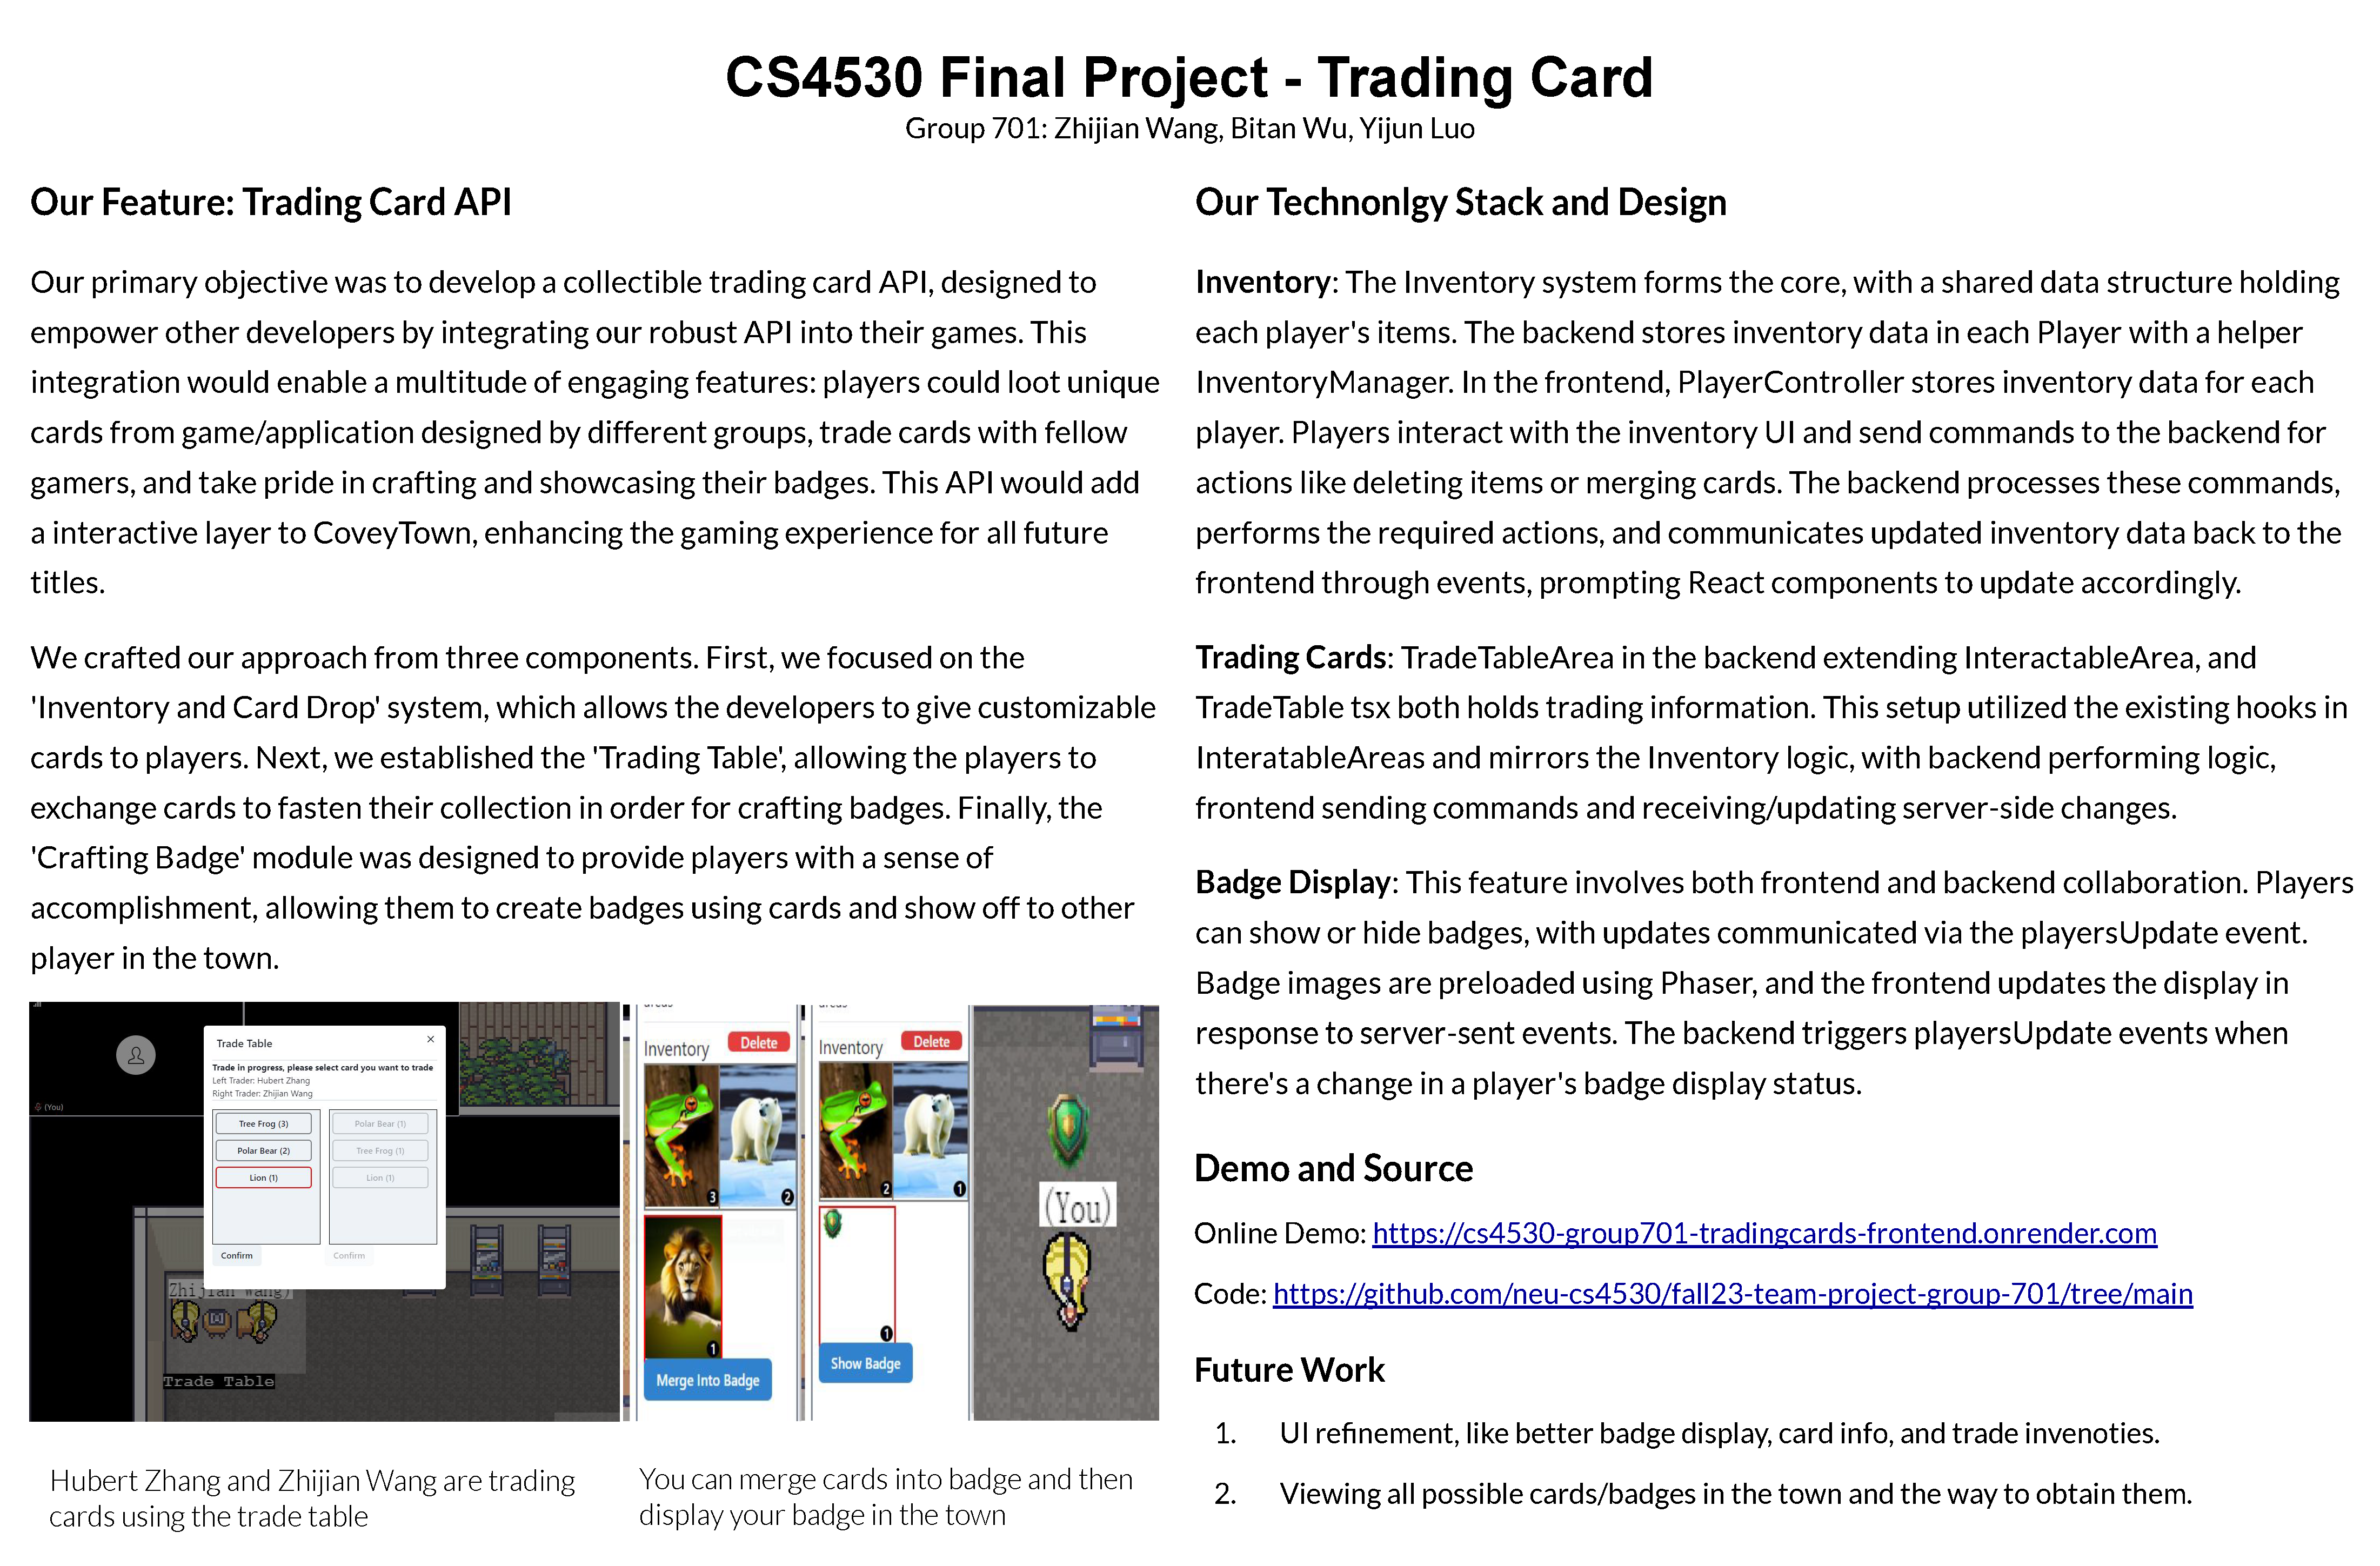 CS4530 Final Project - Trading Card
Group 701: Zhijian Wang, Bitan Wu, Yijun Luo
Our Feature: Trading Card API
Our primary objective was to develop a collectible trading card API, designed to
empower other developers by integrating our robust API into their games. This
integration would enable a multitude of engaging features: players could loot unique
cards from game/application designed by different groups, trade cards with fellow
gamers, and take pride in crafting and showcasing their badges. This API would add
a interactive layer to CoveyTown, enhancing the gaming experience for all future
titles.
We crafted our approach from three components. First, we focused on the
'Inventory and Card Drop' system, which allows the developers to give customizable
cards to players. Next, we established the 'Trading Table', allowing the players to
exchange cards to fasten their collection in order for crafting badges. Finally, the
'Crafting Badge' module was designed to provide players with a sense of
accomplishment, allowing them to create badges using cards and show off to other
player in the town.
(You)
Trade Table
Trade in progress, please select card you want to trade
Left Trader: Hubert Zhang
Right Trader: Zhijian Wang
Tree Frog (3)
Polar Bear (2)
Lion (1)
Confirm
Polar Bear (1)
Tree Frog (1)
Lion (1)
Confirm
Zhijian Wang)
Trade Table
areas
Inventory
Delete
3
2
1
Merge Into Badge
areas
Inventory
Delete
2
1
1
Show Badge
(You)
Hubert Zhang and Zhijian Wang are trading
cards using the trade table
You can merge cards into badge and then
display your badge in the town
Our Technonlgy Stack and Design
Inventory: The Inventory system forms the core, with a shared data structure holding
each player's items. The backend stores inventory data in each Player with a helper
InventoryManager. In the frontend, PlayerController stores inventory data for each
player. Players interact with the inventory UI and send commands to the backend for
actions like deleting items or merging cards. The backend processes these commands,
performs the required actions, and communicates updated inventory data back to the
frontend through events, prompting React components to update accordingly.
Trading Cards: TradeTableArea in the backend extending InteractableArea, and
TradeTable tsx both holds trading information. This setup utilized the existing hooks in
InteratableAreas and mirrors the Inventory logic, with backend performing logic,
frontend sending commands and receiving/updating server-side changes.
Badge Display: This feature involves both frontend and backend collaboration. Players
can show or hide badges, with updates communicated via the playersUpdate event.
Badge images are preloaded using Phaser, and the frontend updates the display in
response to server-sent events. The backend triggers playersUpdate events when
there's a change in a player's badge display status.
Demo and Source
Online Demo: https://cs4530-group701-tradingcards-frontend.onrender.com
Code: https://github.com/neu-cs4530/fall23-team-project-group-701/tree/main
Future Work
1. UI refinement, like better badge display, card info, and trade invenoties.
2. Viewing all possible cards/badges in the town and the way to obtain them.